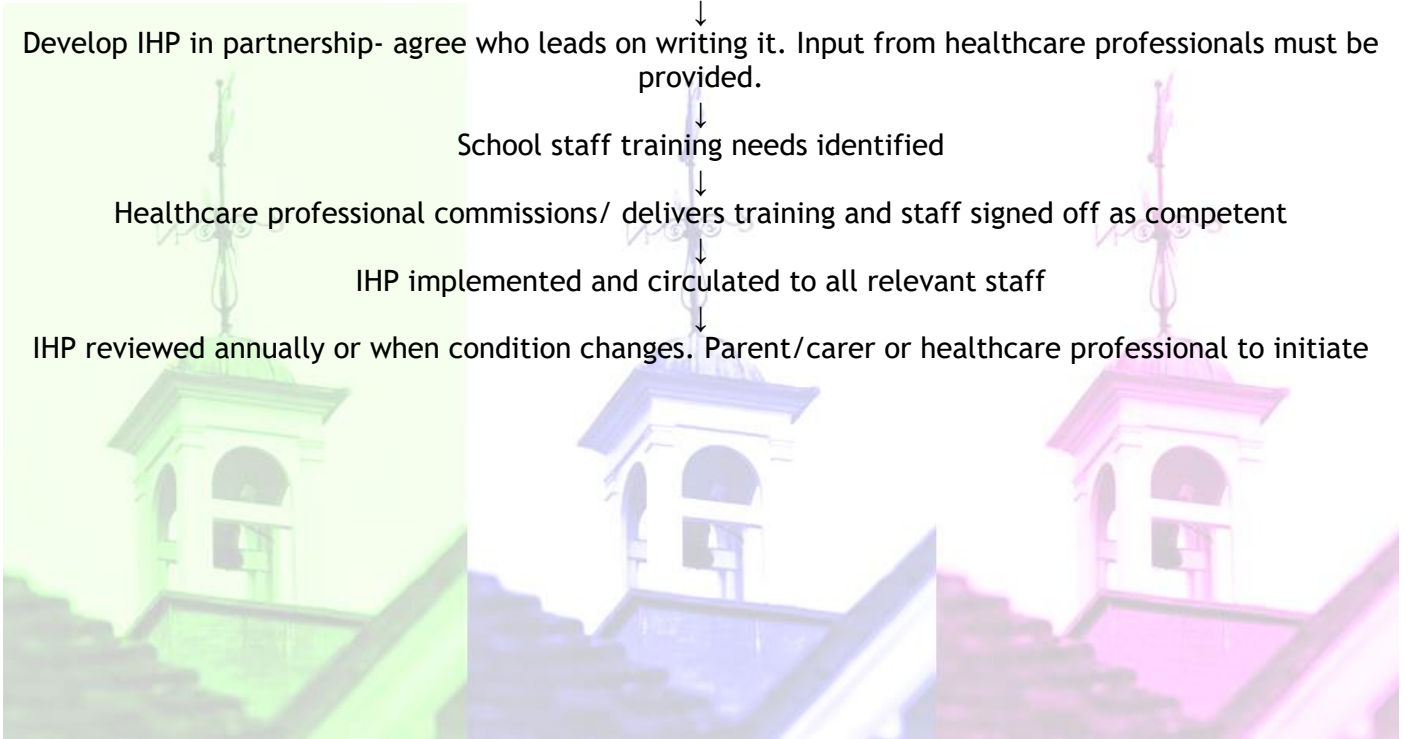 ↓
Develop IHP in partnership- agree who leads on writing it. Input from healthcare professionals must be
provided.
↓
School staff training needs identified
↓
Healthcare professional commissions/ delivers training and staff signed off as competent
↓
IHP implemented and circulated to all relevant staff
↓
IHP reviewed annually or when condition changes. Parent/carer or healthcare professional to initiate